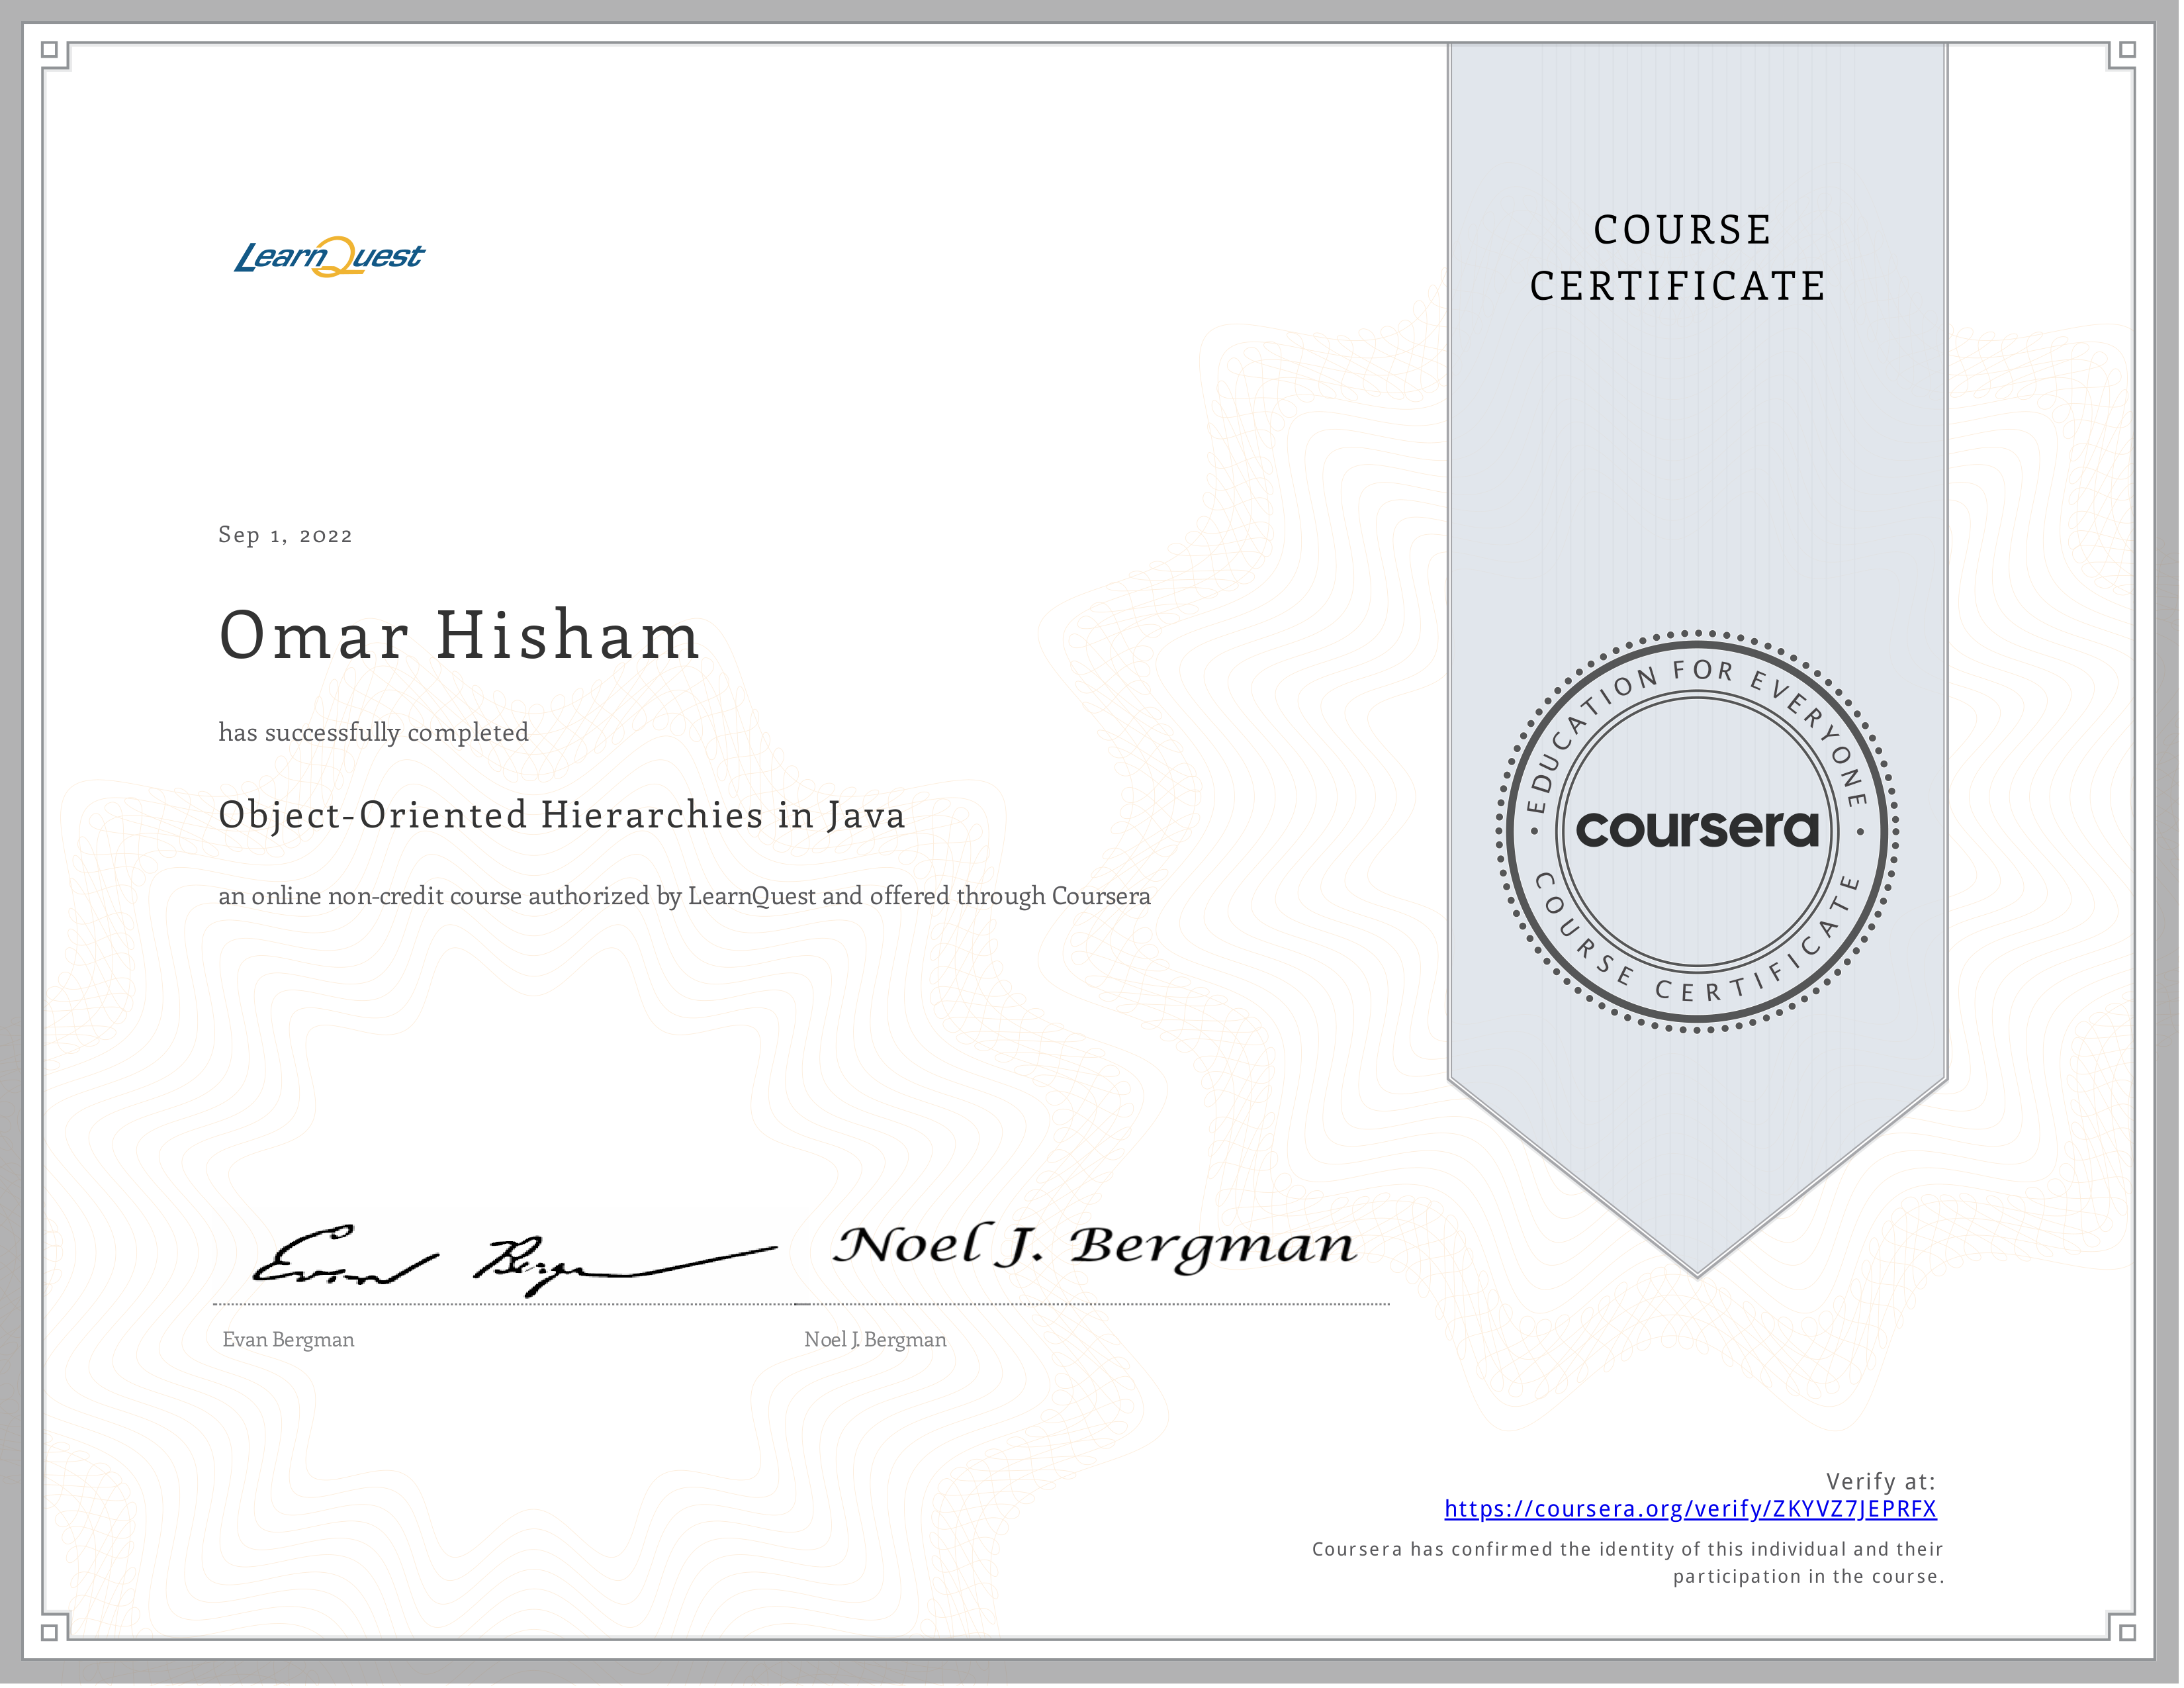 LearnQuest
COURSE
CERTIFICATE
Sep 1, 2022
Omar Hisham
has successfully completed
Object-Oriented Hierarchies in Java
an online non-credit course authorized by LearnQuest and offered through Coursera
EDUCATION FOR EVERYONE
coursera
COURSE CERTIFICATE
Evan Bergman
Noel J. Bergman
Evan Bergman
Noel J. Bergman
Verify at:
https://coursera.org/verify/ZKYVZ7JEPRFX
Coursera has confirmed the identity of this individual and their
participation in the course.